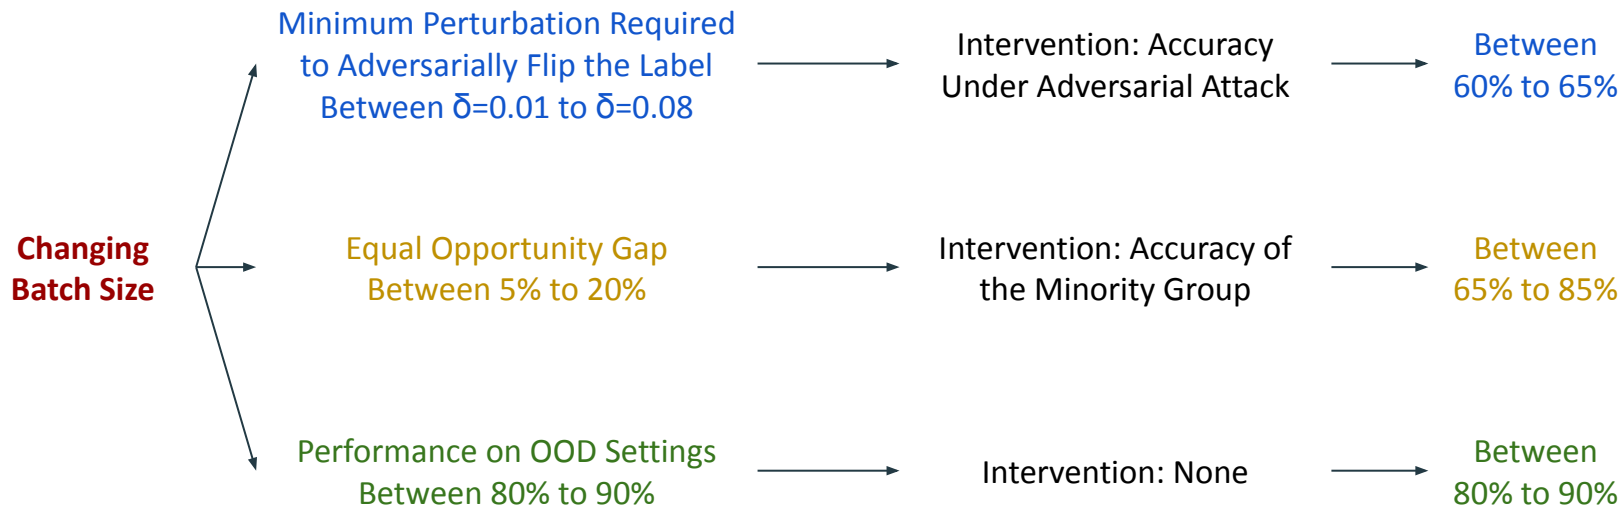 Changing
Batch Size
Minimum Perturbation Required
to Adversarially Flip the Label
Between δ=0.01 to δ=0.08
Intervention: Accuracy
Under Adversarial Attack
Between
60% to 65%
Equal Opportunity Gap
Between 5% to 20%
Intervention: Accuracy of
the Minority Group
Between
65% to 85%
Performance on OOD Settings
Between 80% to 90%
Intervention: None
Between
80% to 90%